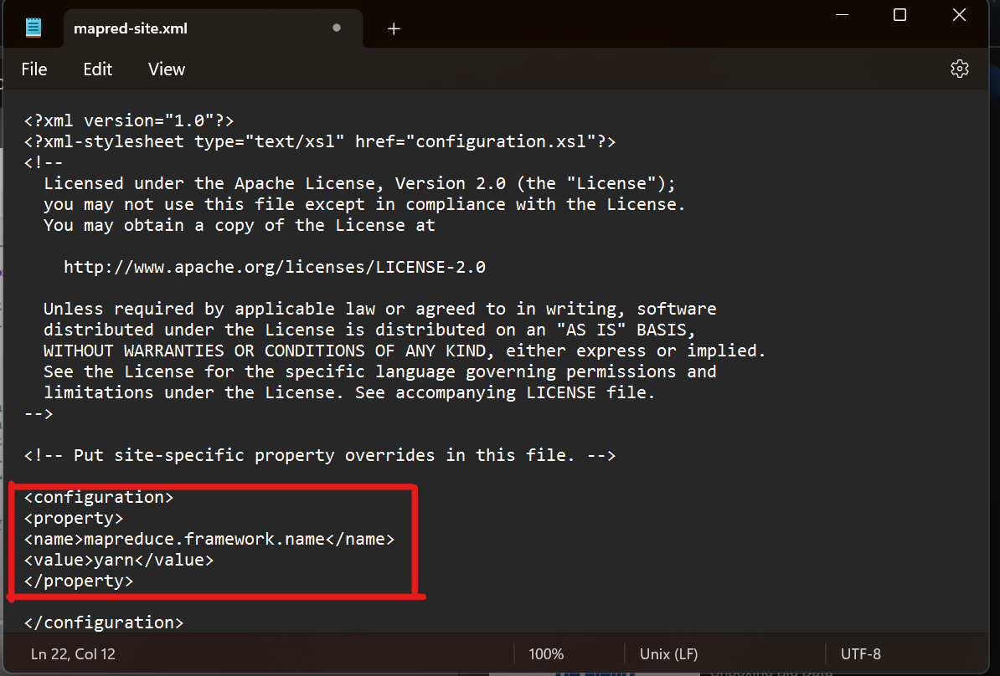 mapred-site.xml
File Edit View
<?xml version="1.0"?>
<?xml-stylesheet type="text/xsl" href="configuration.xsl"?>
<!--
  Licensed under the Apache License, Version 2.0 (the "License");
  you may not use this file except in compliance with the License.
  You may obtain a copy of the License at

    http://www.apache.org/licenses/LICENSE-2.0

  Unless required by applicable law or agreed to in writing, software
  distributed under the License is distributed on an "AS IS" BASIS,
  WITHOUT WARRANTIES OR CONDITIONS OF ANY KIND, either express or implied.
  See the License for the specific language governing permissions and
  limitations under the License. See accompanying LICENSE file.
-->

<!-- Put site-specific property overrides in this file. -->

<configuration>
<property>
<name>mapreduce.framework.name</name>
<value>yarn</value>
</property>

</configuration>
Ln 22, Col 12 100% Unix (LF) UTF-8